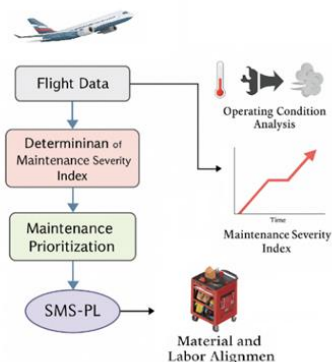 Flight Data
Determininan of
Maintenance Severity
Index
Maintenance
Prioritization
SMS-PL
Operating Condition
Analysis
Time
Maintenance Severity
Index
Material and
Labor Alignmen